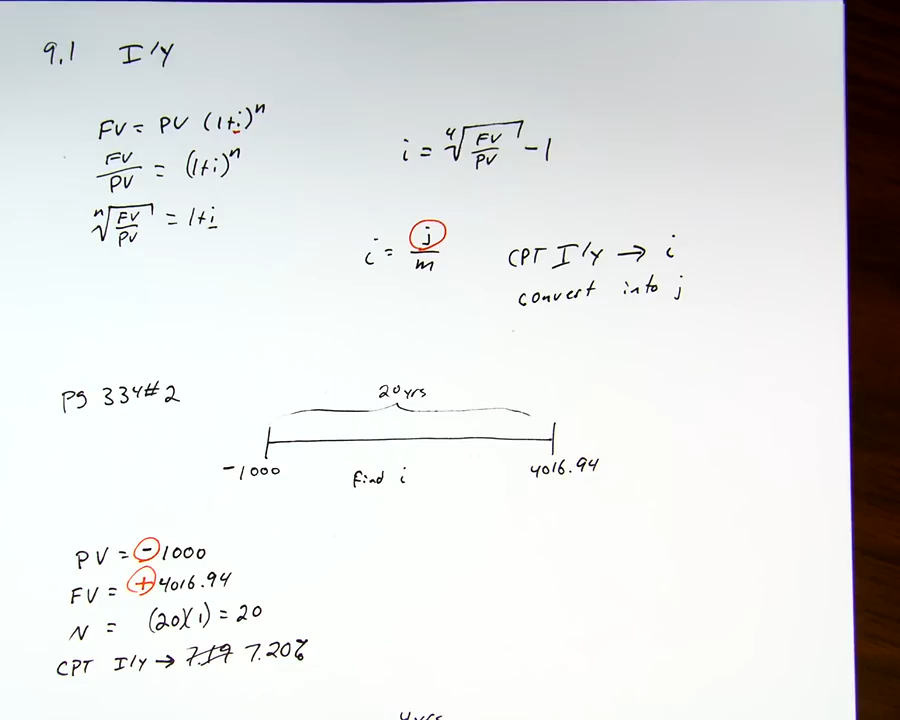 9.1 I/Y
FV = PV (1+i)^n
FV/PV = (1+i)^n
n√(FV/PV) = 1+i
i = 4√(FV/PV) - 1
i = j/m
CPT I/Y → i
convert into j
Pg 334#2
20yrs
-1000
find i
4016.94
PV = -1000
FV = +4016.94
N = (20)(1) = 20
CPT I/Y → 7.19 7.20%
4yrs